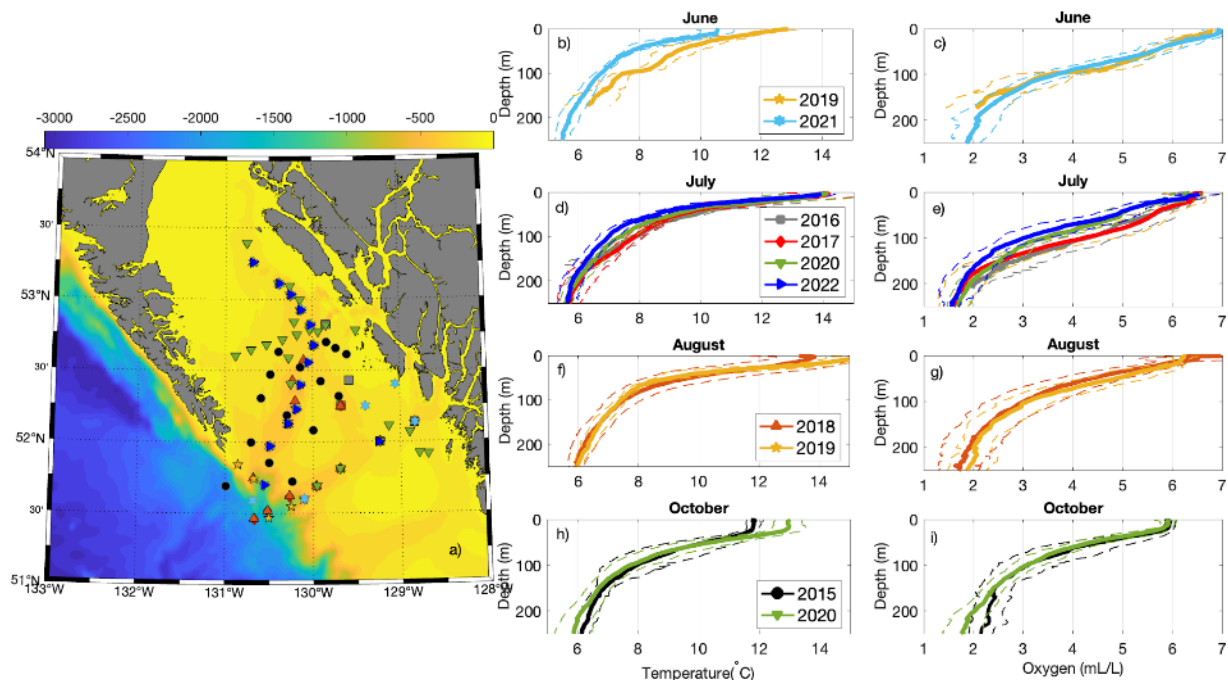 -3000 -2500 -2000 -1500 -1000 -500 0
54°N
30'
53°N
30'
52°N
30'
51°N
133°W 132°W 131°W 130°W 129°W 128°W
a)
June
b)
Depth (m)
0
100
200
6 8 10 12 14
2019
2021
June
c)
Depth (m)
0
100
200
1 2 3 4 5 6 7
July
d)
Depth (m)
0
100
200
6 8 10 12 14
2016
2017
2020
2022
July
e)
Depth (m)
0
100
200
1 2 3 4 5 6 7
August
f)
Depth (m)
0
100
200
6 8 10 12 14
2018
2019
August
g)
Depth (m)
0
100
200
1 2 3 4 5 6 7
October
h)
Depth (m)
0
100
200
6 8 10 12 14
Temperature(°C)
2015
2020
October
i)
Depth (m)
0
100
200
1 2 3 4 5 6 7
Oxygen (mL/L)